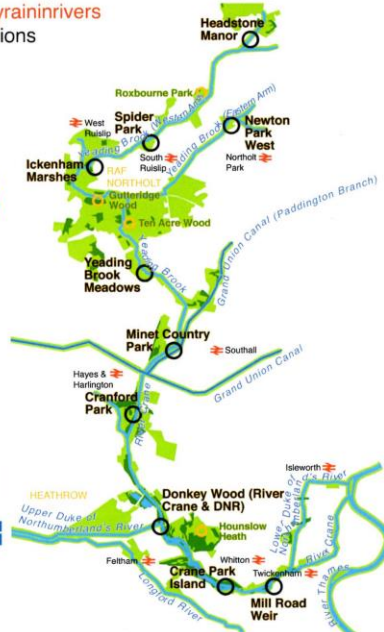 yraininrivers
ions
Headstone
Manor
Roxbourne Park
Yeading Brook (Western Arm)
Yeading Brook (Eastern Arm)
West
Ruislip
Spider
Park
Newton
Park
West
South
Ruislip
Northolt
Park
Ickenham
Marshes
RAF
NORTHOLT
Gutteridge
Wood
Ten Acre Wood
Yeading Brook
Yeading
Brook
Meadows
Grand Union Canal (Paddington Branch)
Minet Country
Park
Southall
Grand Union Canal
Hayes &
Harlington
Cranford
Park
River Crane
Isleworth
Lower Duke of
Northumberland's River
HEATHROW
Donkey Wood (River
Crane & DNR)
Upper Duke of
Northumberland's River
Hounslow
Heath
Feltham
Whitton
River Crane
Crane Park
Island
Twickenham
Longford River
Mill Road
Weir
River Thames